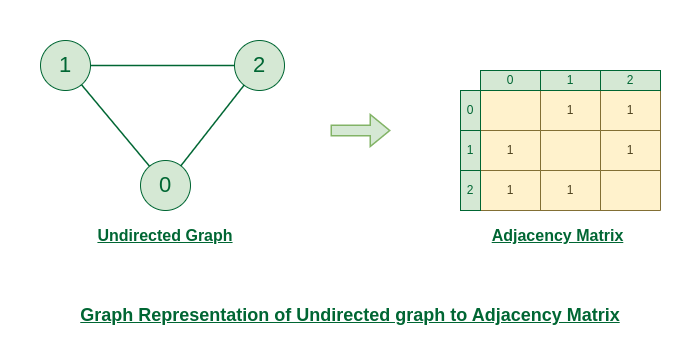 1 2
0
Undirected Graph
0 1 2
0 1 1
1 1 1
2 1 1
Adjacency Matrix
Graph Representation of Undirected graph to Adjacency Matrix